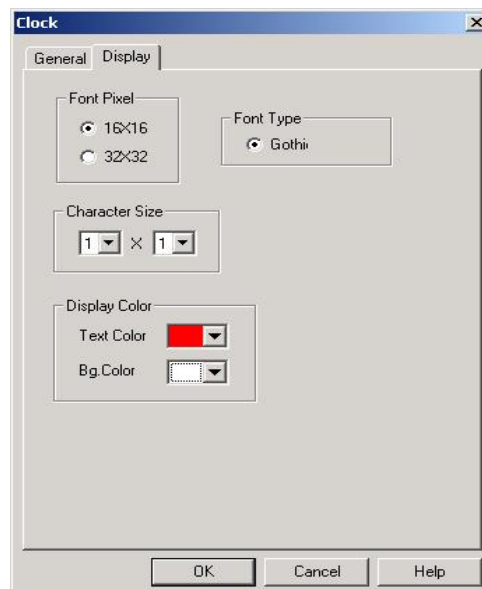 Clock
General Display
Font Pixel
16X16
32X32
Font Type
Gothi
Character Size
1 X 1
Display Color
Text Color
Bg.Color
OK Cancel Help